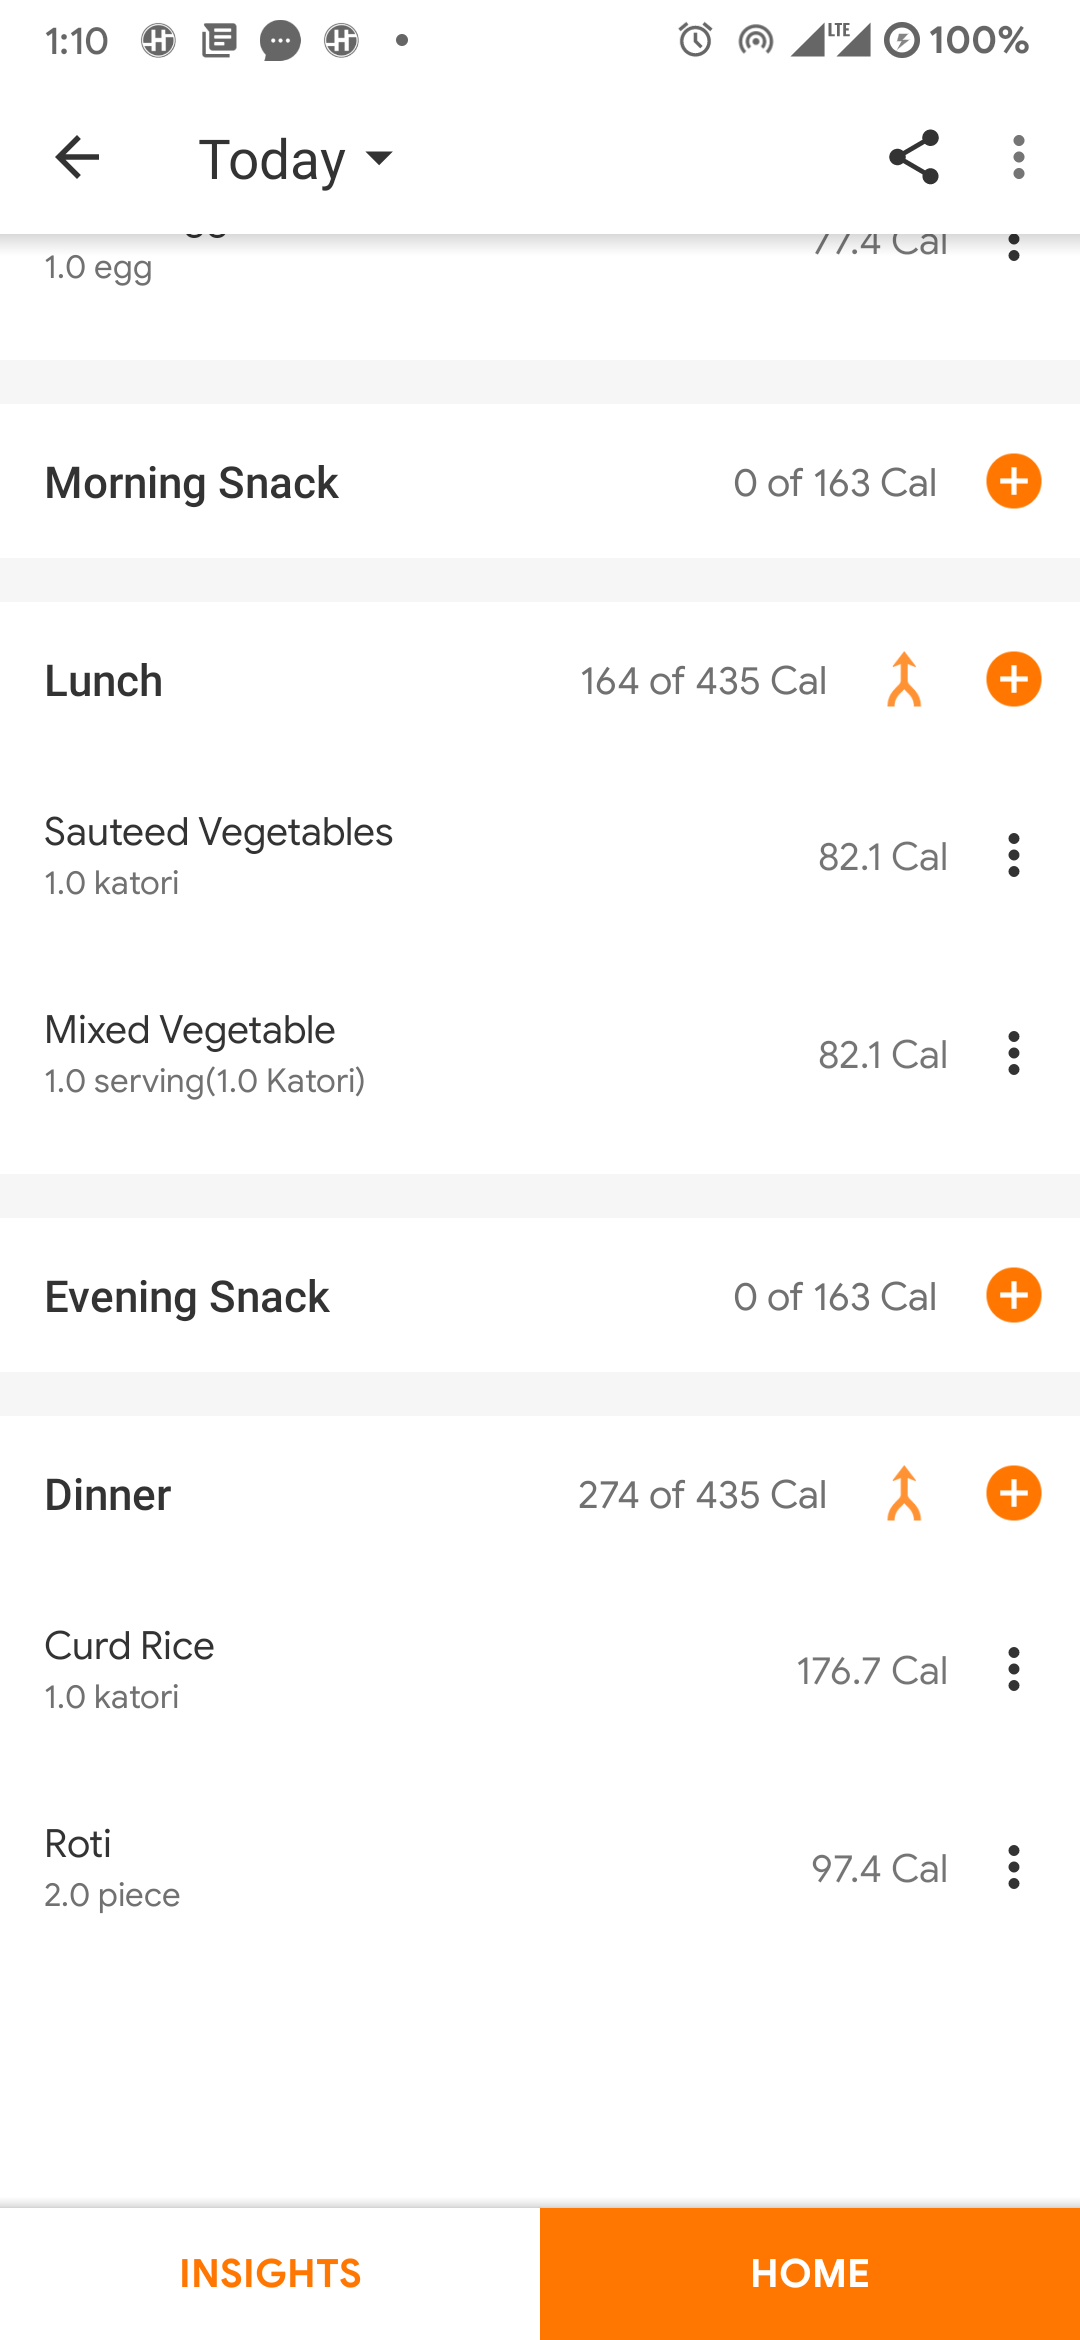 1:10 LTE 100%
Today
77.4 Cal
1.0 egg
Morning Snack 0 of 163 Cal
Lunch 164 of 435 Cal
Sauteed Vegetables
82.1 Cal
1.0 katori
Mixed Vegetable
82.1 Cal
1.0 serving(1.0 Katori)
Evening Snack 0 of 163 Cal
Dinner 274 of 435 Cal
Curd Rice
176.7 Cal
1.0 katori
Roti
97.4 Cal
2.0 piece
INSIGHTS HOME